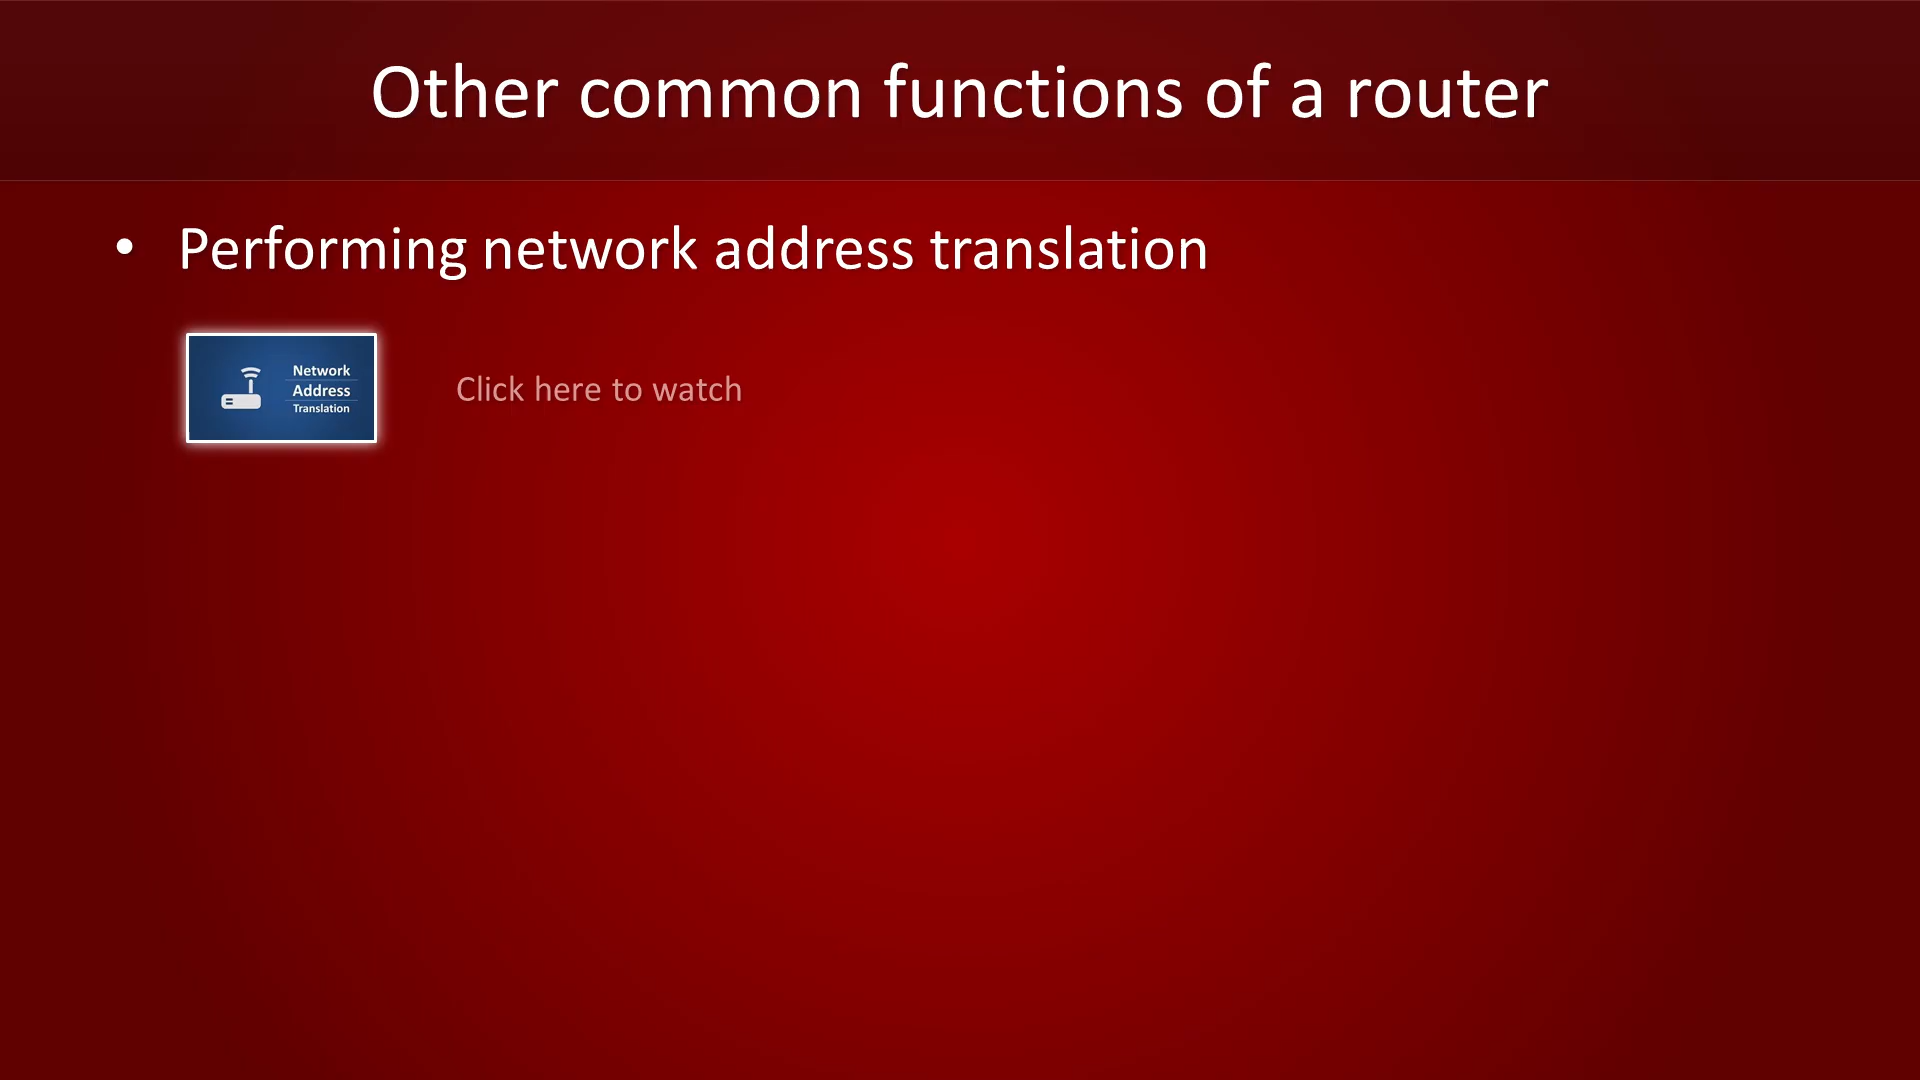 Other common functions of a router
• Performing network address translation
Network
Address
Translation
Click here to watch